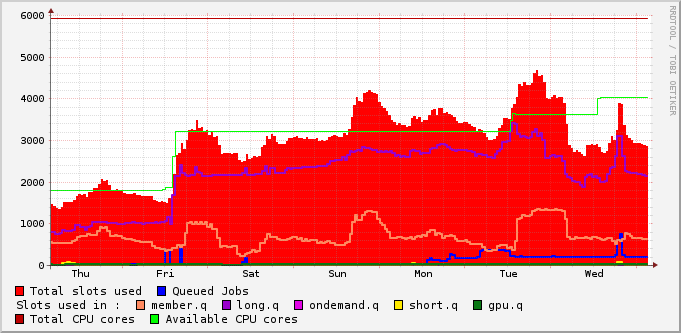 6000
5000
4000
3000
2000
1000
0
Thu Fri Sat Sun Mon Tue Wed
Total slots used Queued Jobs
Slots used in : member.q long.q ondemand.q short.q gpu.q
Total CPU cores Available CPU cores
RRDTOOL / TOBI OETIKER